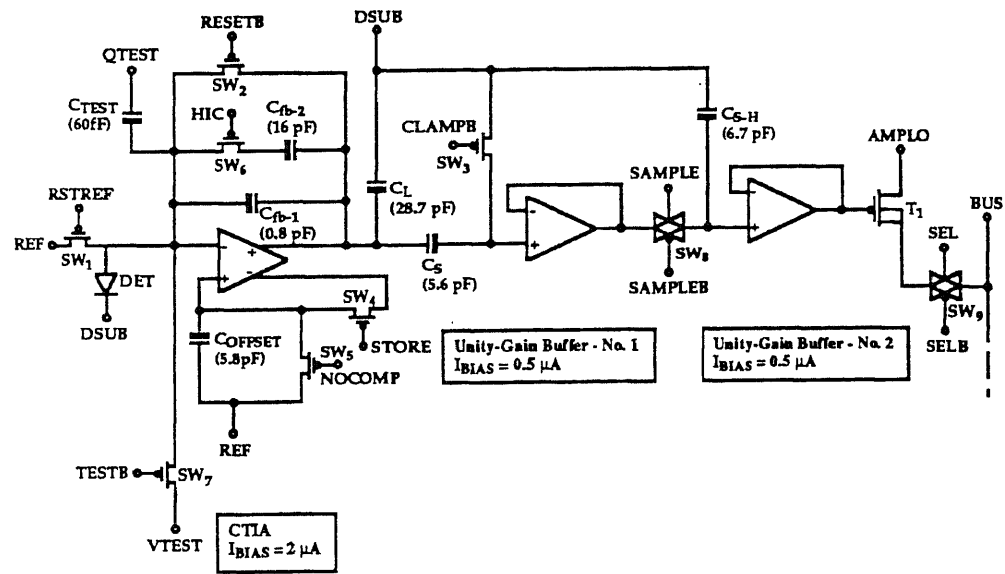 DSUB
RESETB
QTEST
SW2
CTEST
(60fF)
HIC
Cfb-2
(16 pF)
SW6
CLAMPB
SW3
CS-H
(6.7 pF)
AMPLO
RSTREF
Cfb-1
(0.8 pF)
CL
(28.7 pF)
SAMPLE
T1
BUS
REF
SW1
DET
DSUB
CS
(5.6 pF)
SW8
SAMPLEB
SEL
SW9
SELB
SW4
STORE
COFFSET
(5.8pF)
SW5
NOCOMP
REF
Unity-Gain Buffer - No. 1
IBIAS = 0.5 µA
Unity-Gain Buffer - No. 2
IBIAS = 0.5 µA
TESTB
SW7
VTEST
CTIA
IBIAS = 2 µA